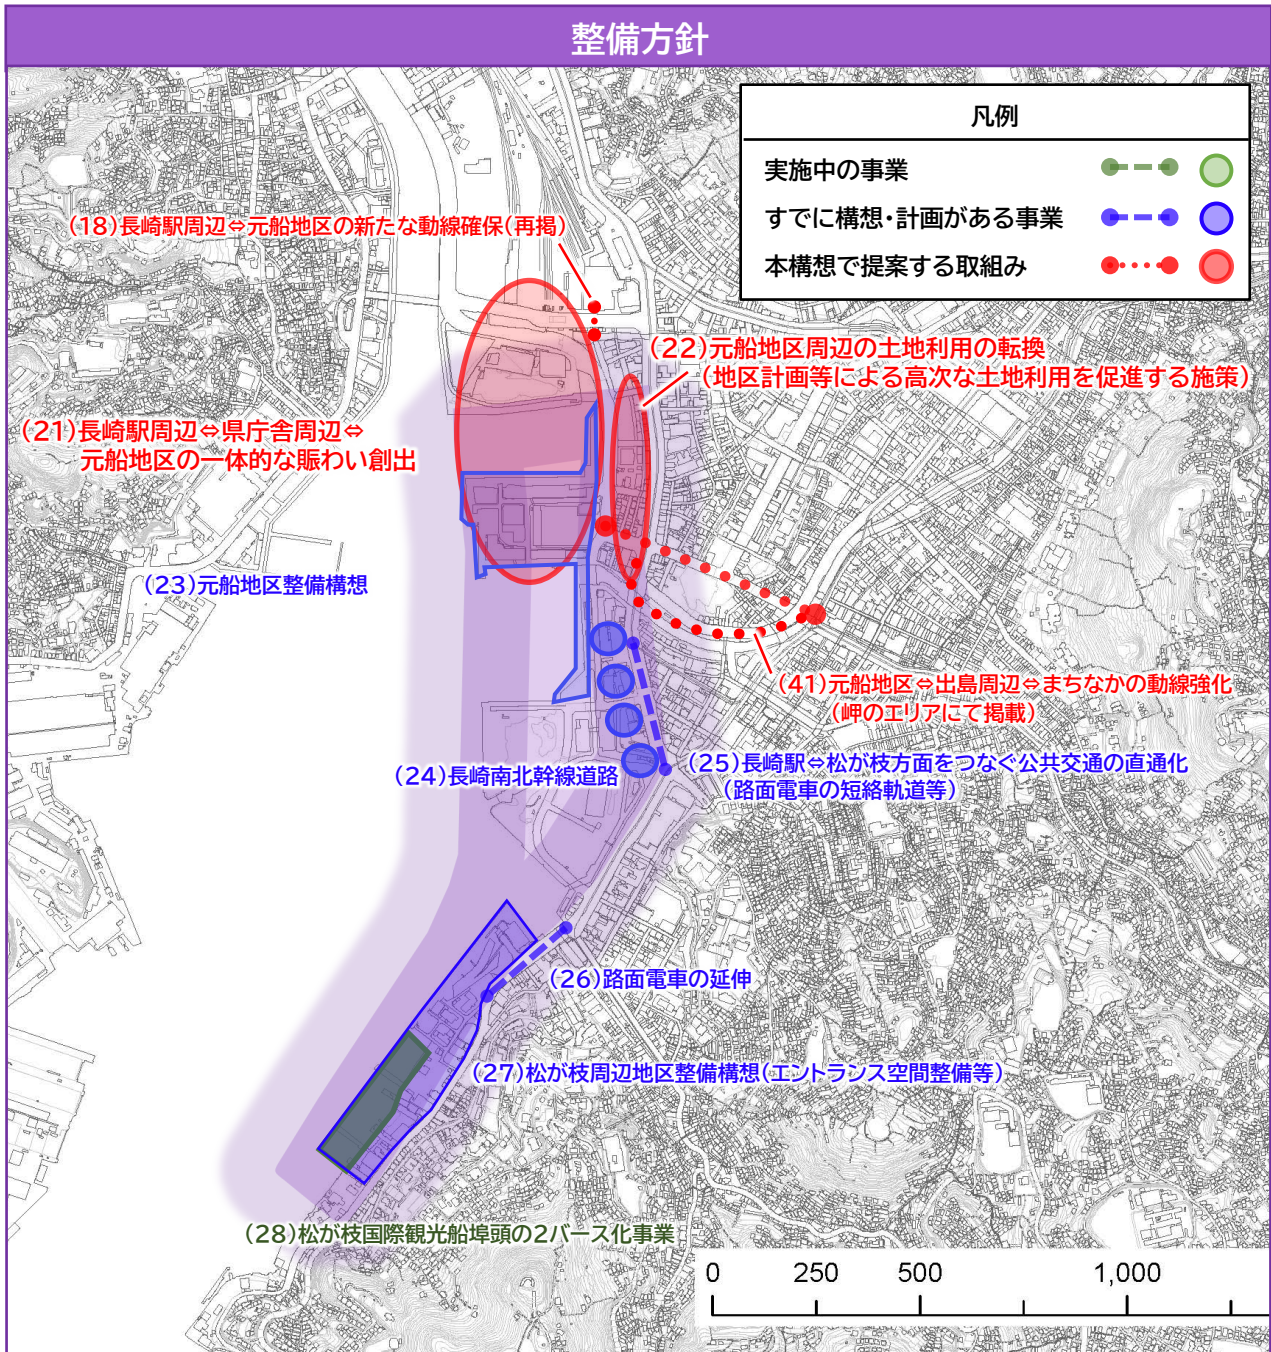 整備方針
凡例
実施中の事業
すでに構想・計画がある事業
本構想で提案する取組み
(18)長崎駅周辺⇔元船地区の新たな動線確保(再掲)
(22)元船地区周辺の土地利用の転換
(地区計画等による高次な土地利用を促進する施策)
(21)長崎駅周辺⇔県庁舎周辺⇔
元船地区の一体的な賑わい創出
(23)元船地区整備構想
(41)元船地区⇔出島周辺⇔まちなかの動線強化
(岬のエリアにて掲載)
(24)長崎南北幹線道路
(25)長崎駅⇔松が枝方面をつなぐ公共交通の直通化
(路面電車の短絡軌道等)
(26)路面電車の延伸
(27)松が枝周辺地区整備構想(エントランス空間整備等)
(28)松が枝国際観光船埠頭の2バース化事業
0 250 500 1,000